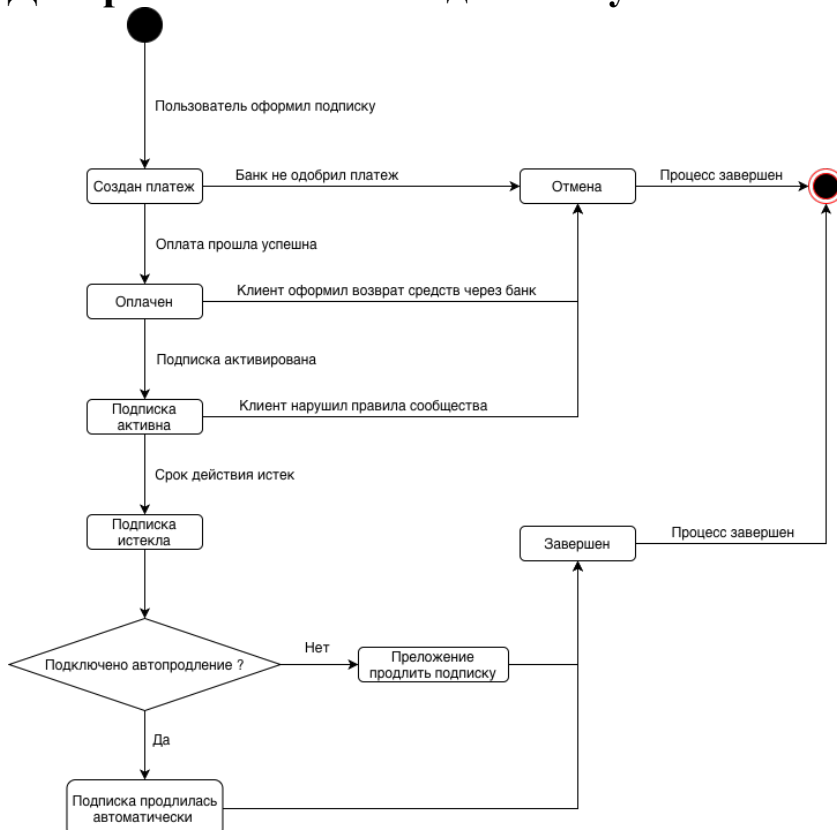 Пользователь оформил подписку
Создан платеж
Банк не одобрил платеж
Отмена
Процесс завершен
Оплата прошла успешна
Оплачен
Клиент оформил возврат средств через банк
Подписка активирована
Подписка
активна
Клиент нарушил правила сообщества
Срок действия истек
Подписка
истекла
Завершен
Процесс завершен
Подключено автопродление ?
Нет
Преложение
продлить подписку
Да
Подписка продлилась
автоматически